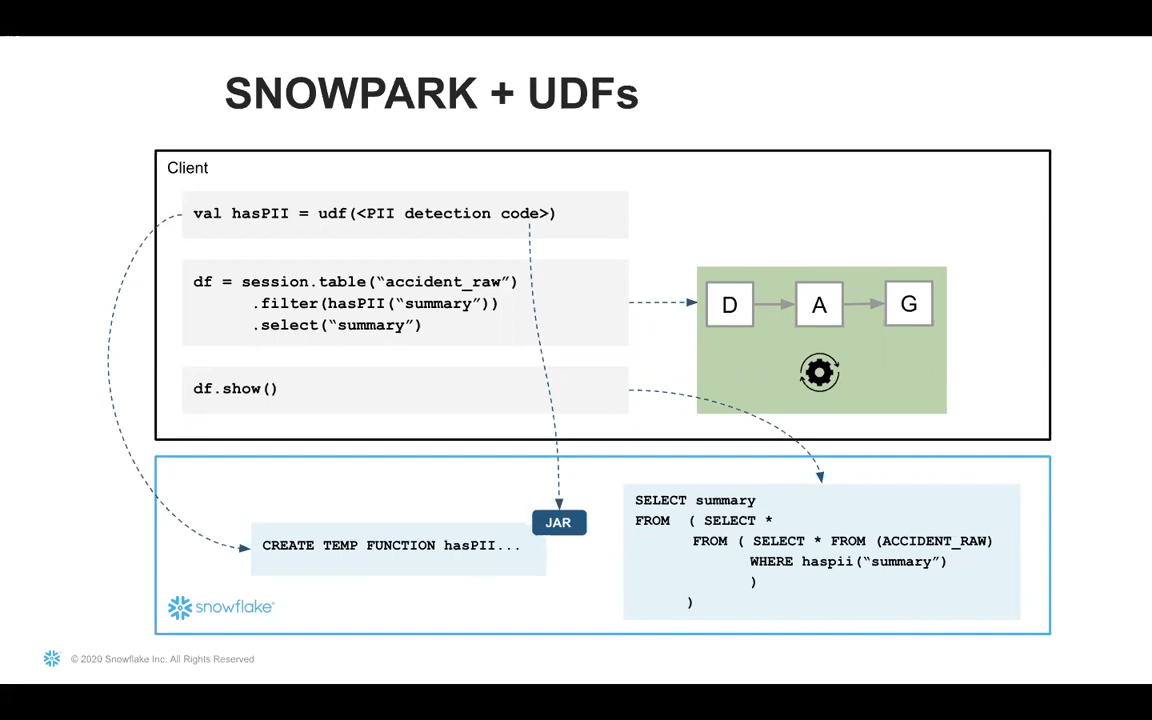 SNOWPARK + UDFs
Client
val hasPII = udf(<PII detection code>)
df = session.table(“accident_raw”)
.filter(hasPII(“summary”))
.select(“summary”)
D
A
G
df.show()
JAR
CREATE TEMP FUNCTION hasPII...
SELECT summary
FROM ( SELECT *
FROM ( SELECT * FROM (ACCIDENT_RAW)
WHERE haspii(“summary”)
)
)
snowflake®
© 2020 Snowflake Inc. All Rights Reserved